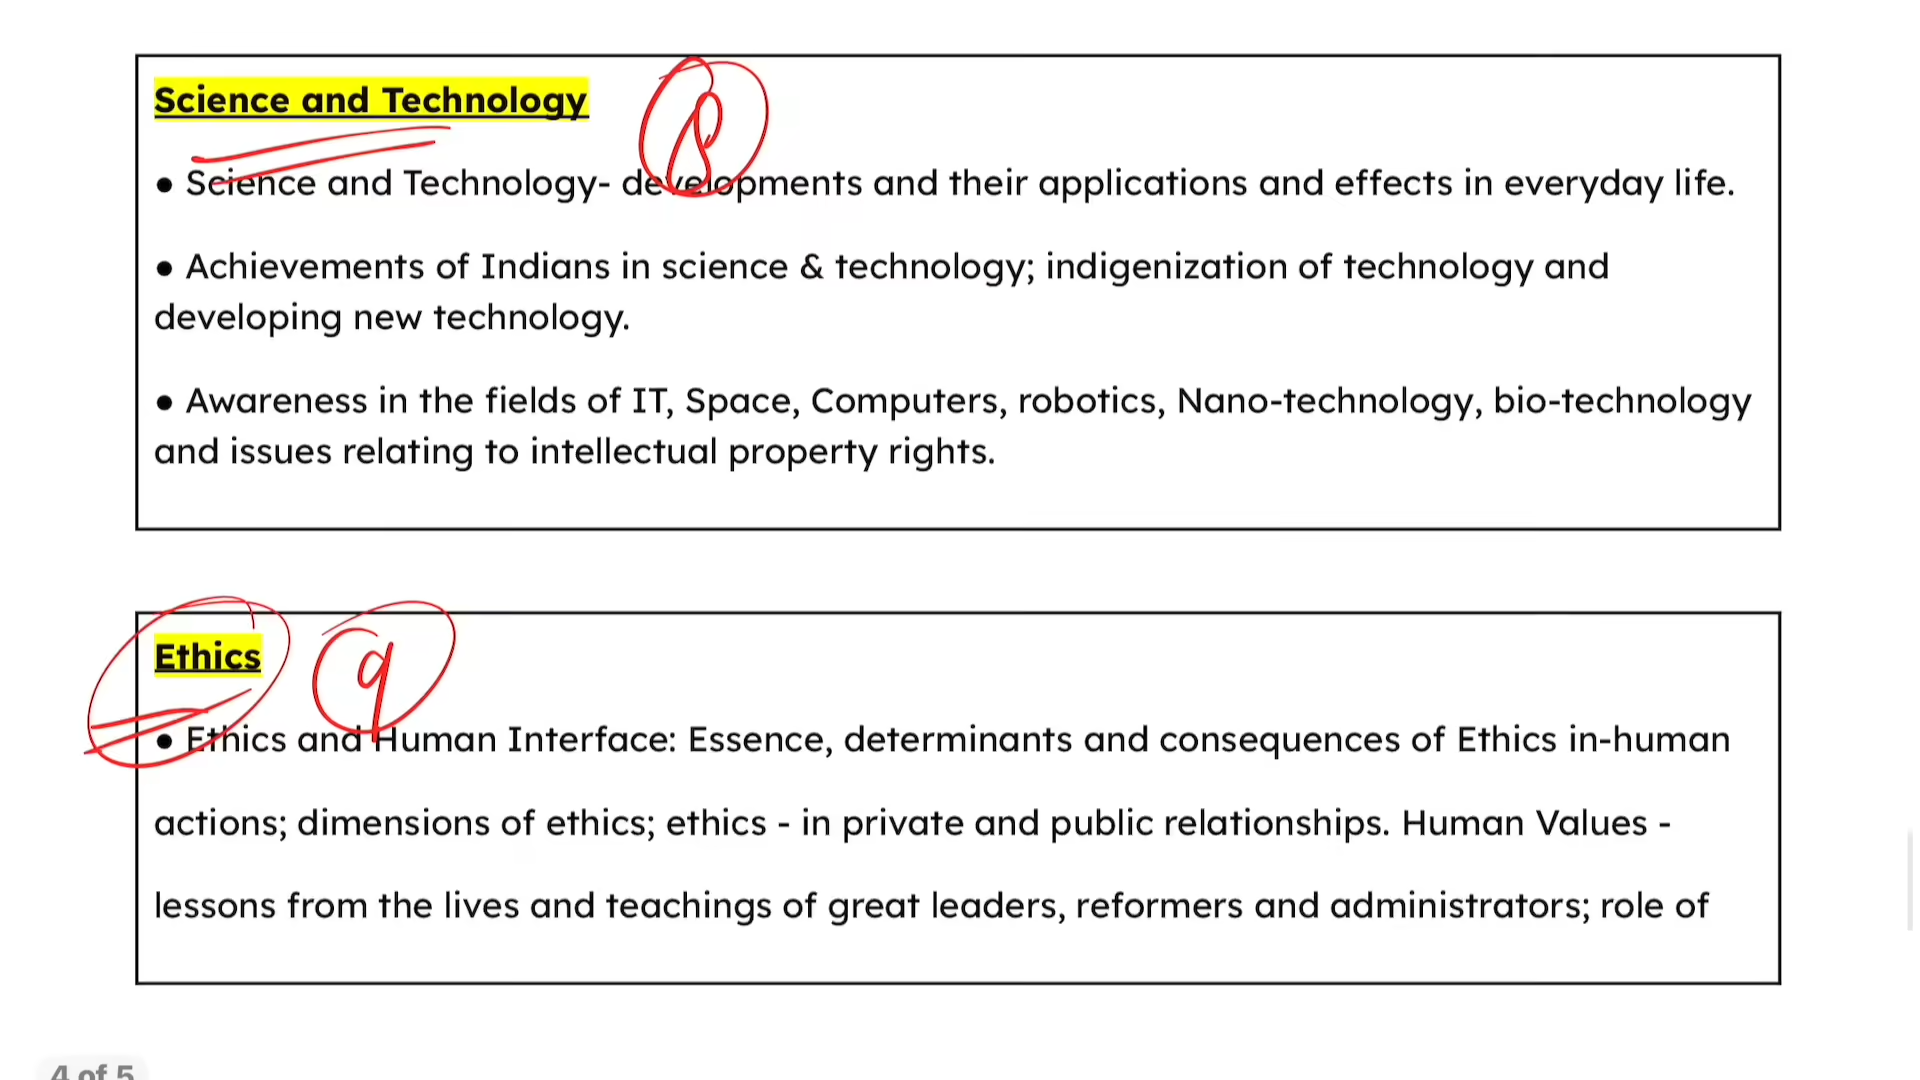 Science and Technology 8
● Science and Technology- developments and their applications and effects in everyday life.
● Achievements of Indians in science & technology; indigenization of technology and
developing new technology.
● Awareness in the fields of IT, Space, Computers, robotics, Nano-technology, bio-technology
and issues relating to intellectual property rights.
Ethics 9
● Ethics and Human Interface: Essence, determinants and consequences of Ethics in-human
actions; dimensions of ethics; ethics - in private and public relationships. Human Values -
lessons from the lives and teachings of great leaders, reformers and administrators; role of
4 of 5